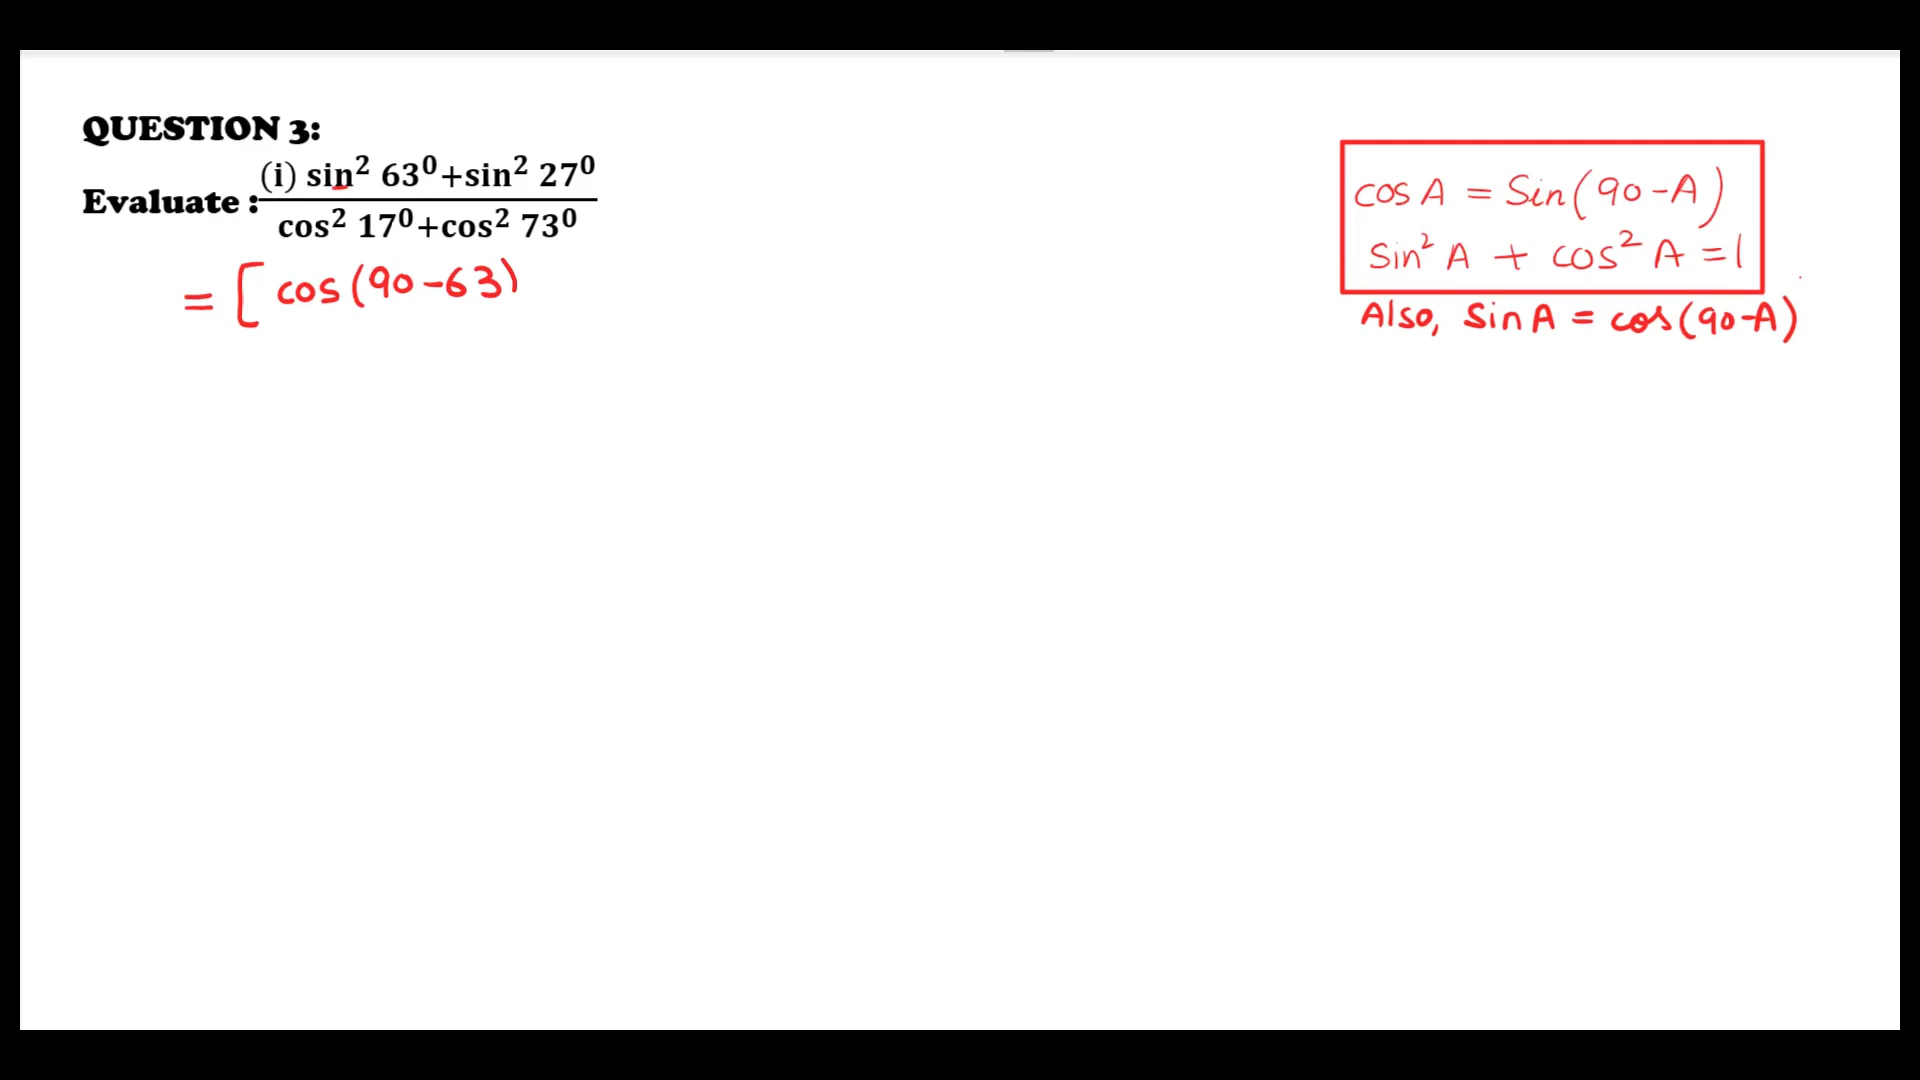 QUESTION 3:
Evaluate : (i) sin² 63⁰+sin² 27⁰
cos² 17⁰+cos² 73⁰
= [ cos(90-63)
cos A = Sin(90-A)
sin² A + cos² A = 1
Also, sin A = cos(90-A)